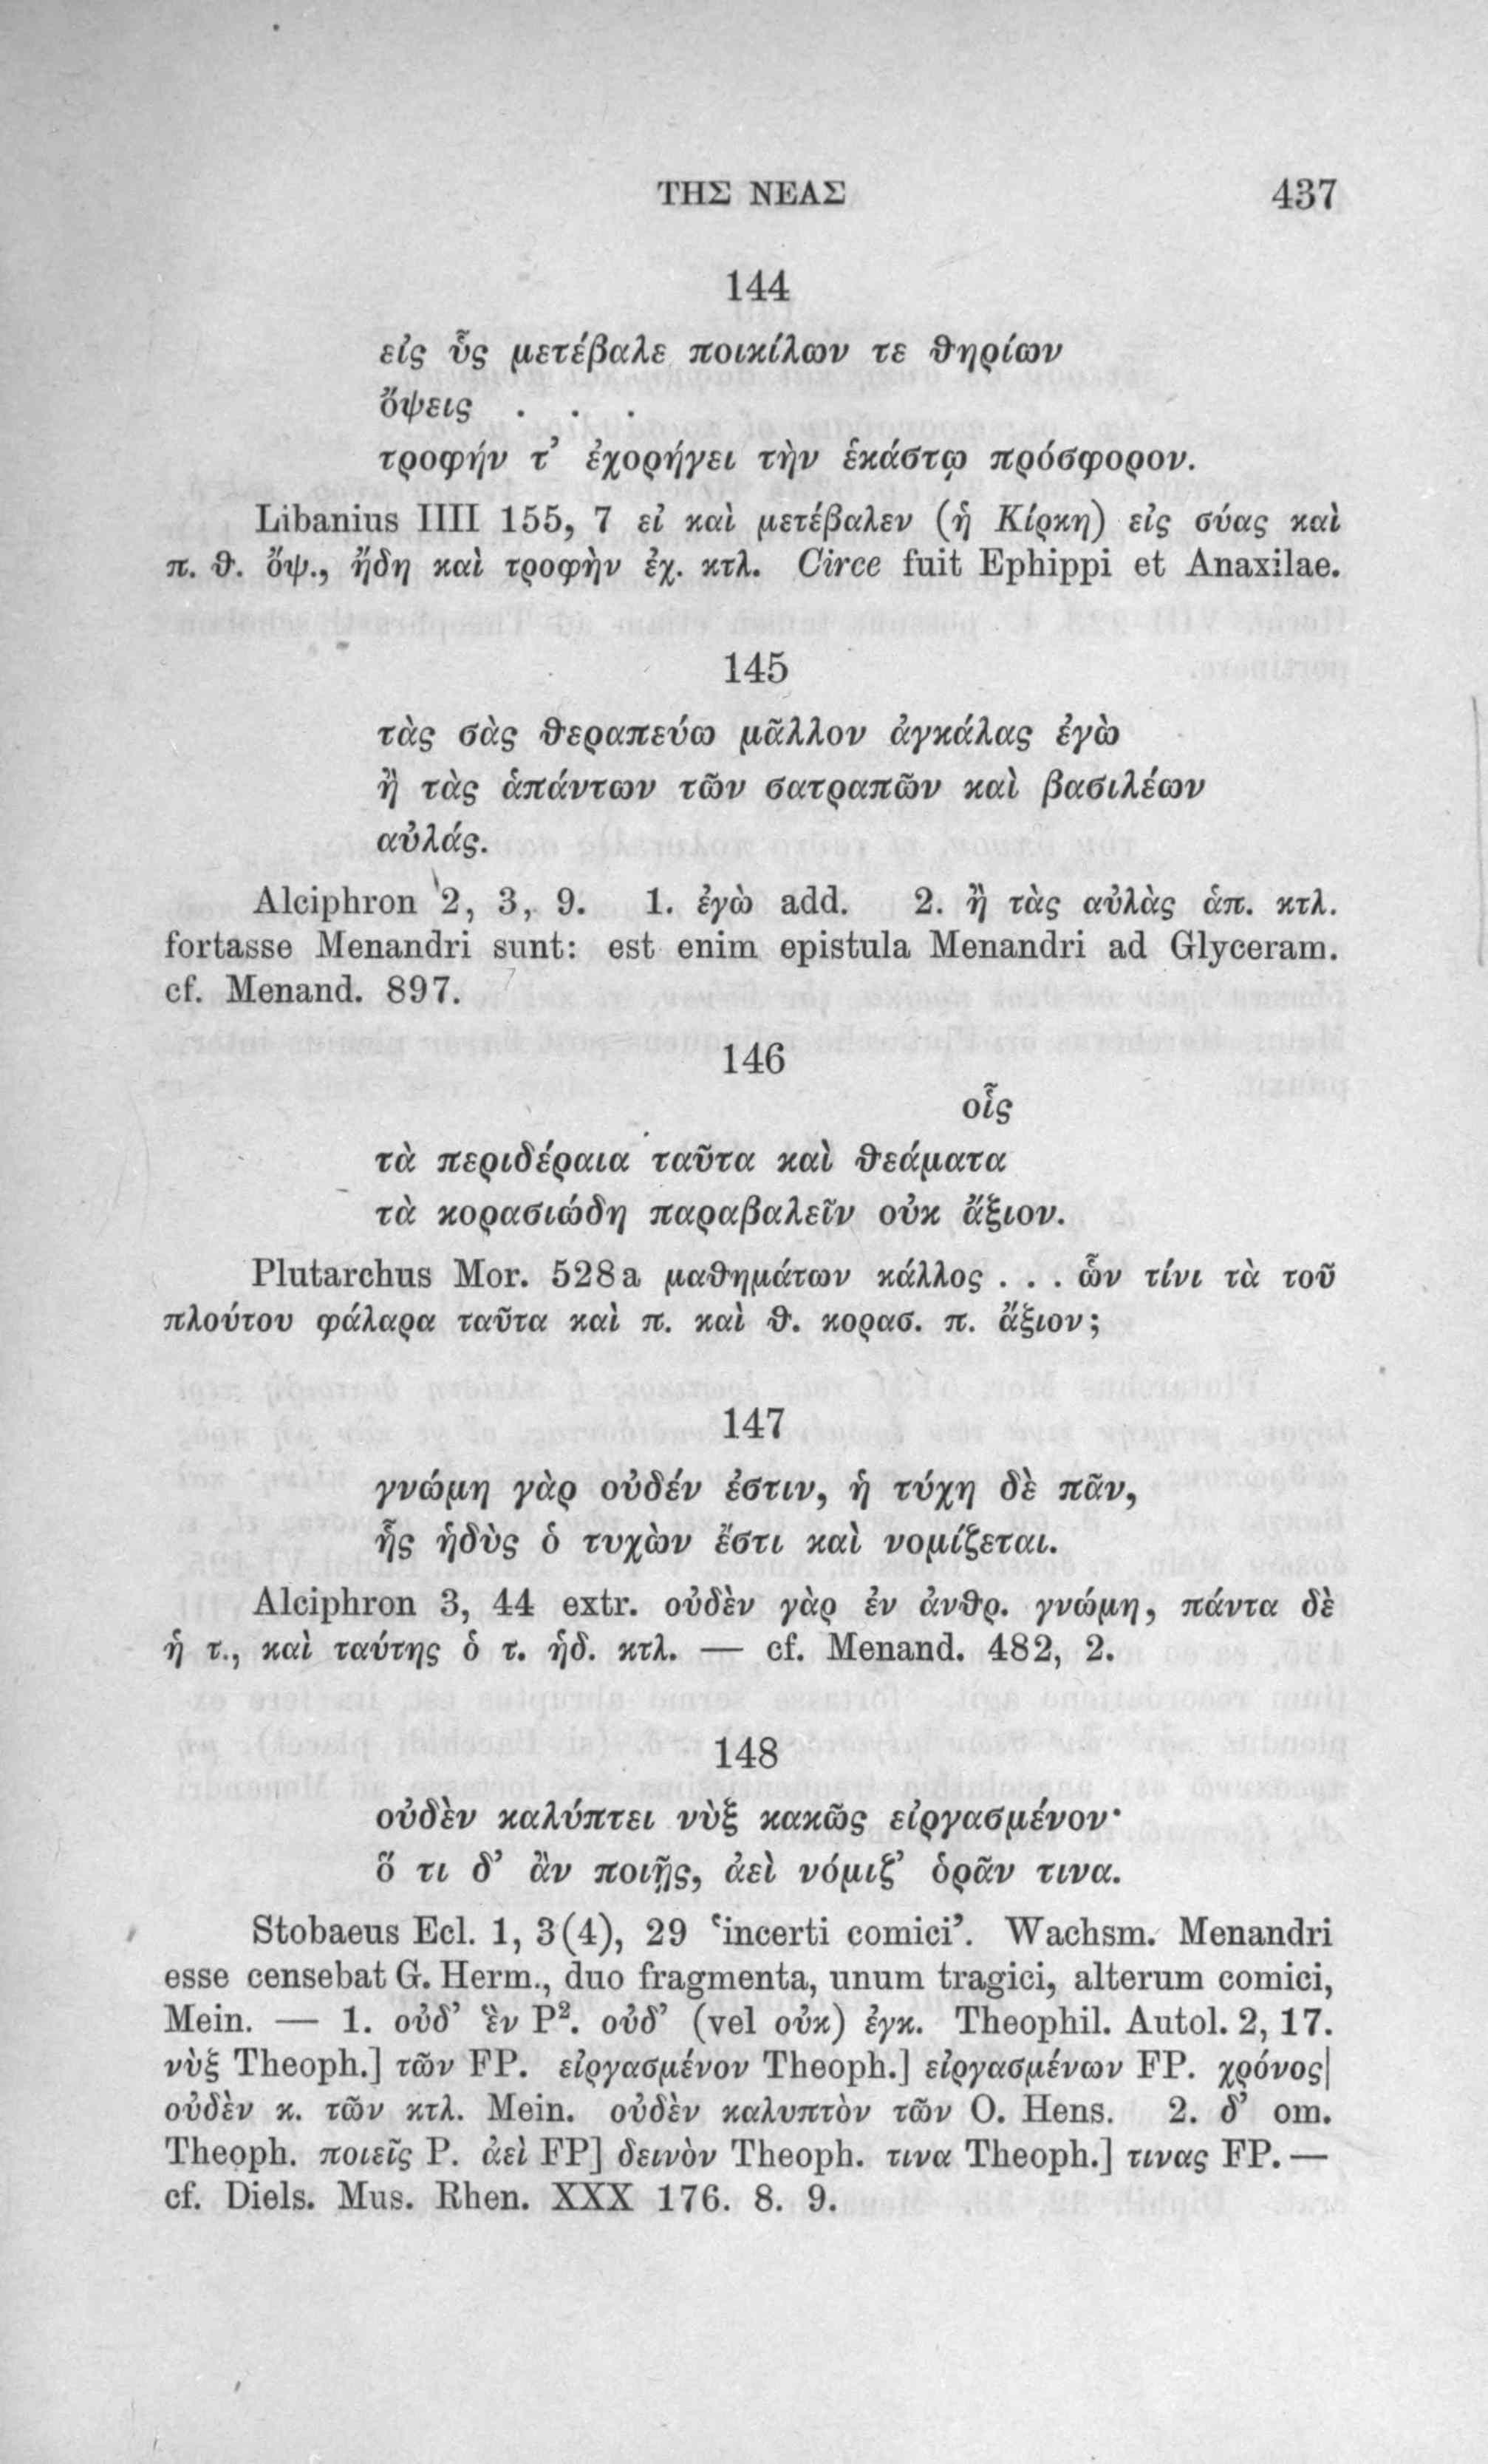 ΤΗΣ ΝΕΑΣ 437
144
εἰς ὗς μετέβαλε ποικίλων τε θηρίων
ὄψεις . . .
τροφήν τ’ ἐχορήγει τὴν ἑκάστῳ πρόσφορον.
Libanius IIII 155, 7 εἰ καὶ μετέβαλεν (ἡ Κίρκη) εἰς σύας καὶ
π. θ. ὄψ., ἤδη καὶ τροφὴν ἐχ. κτλ. Circe fuit Ephippi et Anaxilae.
145
τὰς σὰς θεραπεύω μᾶλλον ἀγκάλας ἐγὼ
ἢ τὰς ἁπάντων τῶν σατραπῶν καὶ βασιλέων
αὐλάς.
Alciphron 2, 3, 9. 1. ἐγὼ add. 2. ἢ τὰς αὐλὰς ἁπ. κτλ.
fortasse Menandri sunt: est enim epistula Menandri ad Glyceram.
cf. Menand. 897.
146
οἷς
τὰ περιδέραια ταῦτα καὶ θεάματα
τὰ κορασιώδη παραβαλεῖν οὐκ ἄξιον.
Plutarchus Mor. 528a μαθημάτων κάλλος . . . ὧν τίνι τὰ τοῦ
πλούτου φάλαρα ταῦτα καὶ π. καὶ θ. κορασ. π. ἄξιον;
147
γνώμη γὰρ οὐδέν ἐστιν, ἡ τύχη δὲ πᾶν,
ἧς ἡδὺς ὁ τυχὼν ἔστι καὶ νομίζεται.
Alciphron 3, 44 extr. οὐδὲν γὰρ ἐν ἀνθρ. γνώμη, πάντα δὲ
ἡ τ., καὶ ταύτης ὁ τ. ἡδ. κτλ. — cf. Menand. 482, 2.
148
οὐδὲν καλύπτει νὺξ κακῶς εἰργασμένον·
ὅ τι δ’ ἂν ποιῇς, ἀεὶ νόμιζ’ ὁρᾶν τινα.
Stobaeus Ecl. 1, 3(4), 29 ‘incerti comici’. Wachsm. Menandri
esse censebat G. Herm., duo fragmenta, unum tragici, alterum comici,
Mein. — 1. οὐδ’ ἓν P². οὐδ’ (vel οὐκ) ἐγκ. Theophil. Autol. 2, 17.
νὺξ Theoph.] τῶν FP. εἰργασμένον Theoph.] εἰργασμένων FP. χρόνος|
οὐδὲν κ. τῶν κτλ. Mein. οὐδὲν καλυπτὸν τῶν O. Hens. 2. δ’ om.
Theoph. ποιεῖς P. ἀεὶ FP] δεινὸν Theoph. τινα Theoph.] τινας FP. —
cf. Diels. Mus. Rhen. XXX 176. 8. 9.